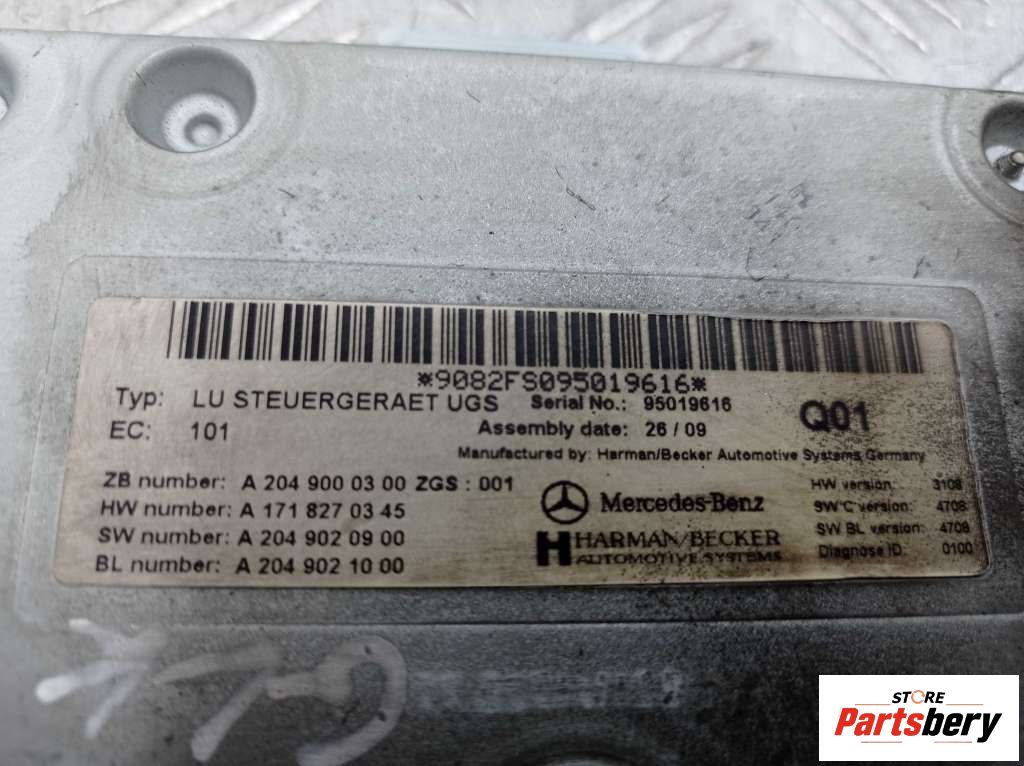 *9082FS095019616*
Typ: LU STEUERGERAET UGS Serial No.: 95019616
EC: 101 Assembly date: 26 / 09 Q01
Manufactured by: Harman/Becker Automotive Systems Germany
ZB number: A 204 900 03 00 ZGS : 001
HW number: A 171 827 03 45
SW number: A 204 902 09 00
BL number: A 204 902 10 00
Mercedes-Benz
HARMAN/BECKER
AUTOMOTIVE SYSTEMS
HW version: 3108
SW C version: 4708
SW BL version: 4708
Diagnose ID: 0100
STORE
Partsbery